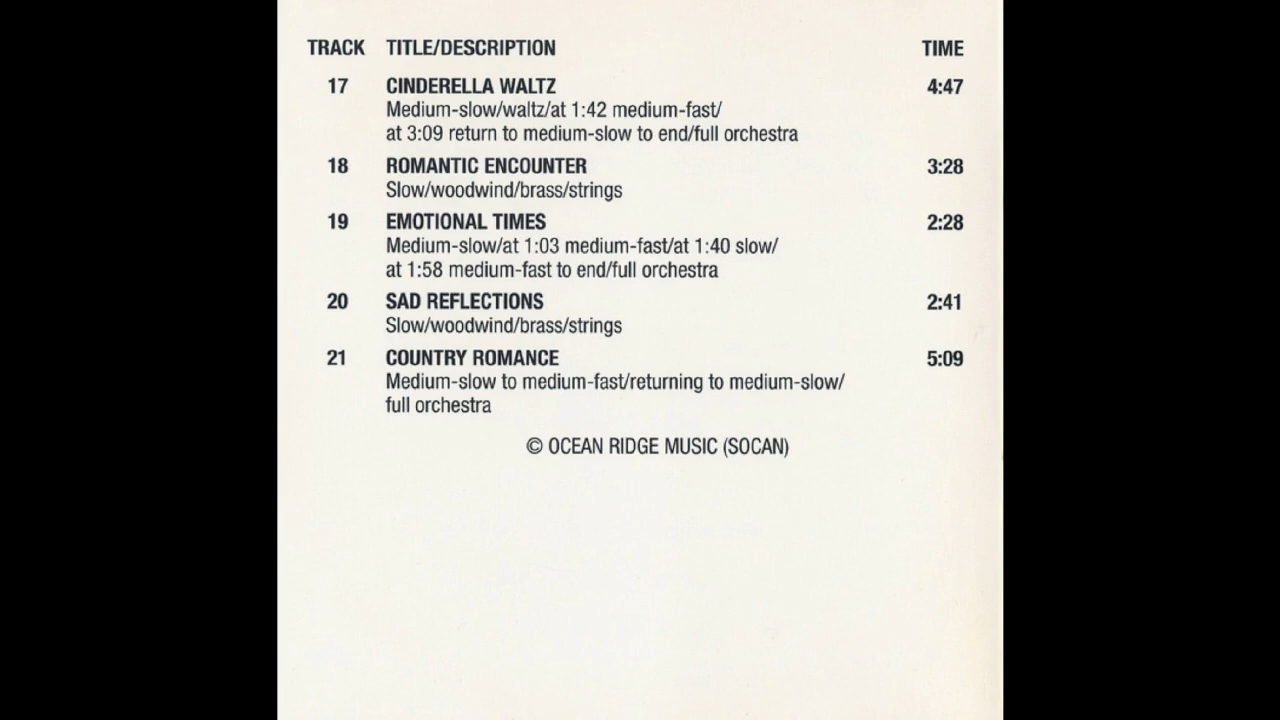 TRACK TITLE/DESCRIPTION TIME
17 CINDERELLA WALTZ 4:47
Medium-slow/waltz/at 1:42 medium-fast/
at 3:09 return to medium-slow to end/full orchestra
18 ROMANTIC ENCOUNTER 3:28
Slow/woodwind/brass/strings
19 EMOTIONAL TIMES 2:28
Medium-slow/at 1:03 medium-fast/at 1:40 slow/
at 1:58 medium-fast to end/full orchestra
20 SAD REFLECTIONS 2:41
Slow/woodwind/brass/strings
21 COUNTRY ROMANCE 5:09
Medium-slow to medium-fast/returning to medium-slow/
full orchestra
© OCEAN RIDGE MUSIC (SOCAN)